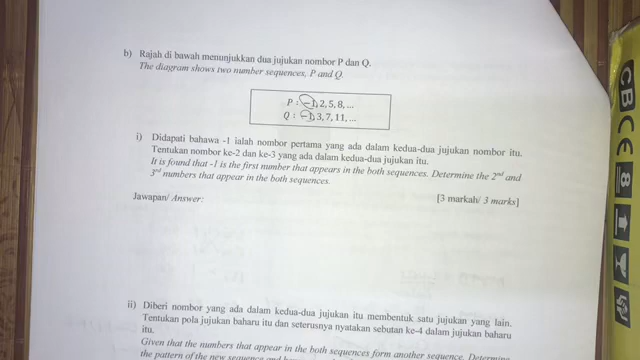 b) Rajah di bawah menunjukkan dua jujukan nombor P dan Q.
The diagram shows two number sequences, P and Q.
P : −1, 2, 5, 8, ...
Q : −1, 3, 7, 11, ...
i) Didapati bahawa -1 ialah nombor pertama yang ada dalam kedua-dua jujukan nombor itu.
Tentukan nombor ke-2 dan ke-3 yang ada dalam kedua-dua jujukan itu.
It is found that -1 is the first number that appears in the both sequences. Determine the 2nd and
3rd numbers that appear in the both sequences.
Jawapan/ Answer:
[3 markah/ 3 marks]
ii) Diberi nombor yang ada dalam kedua-dua jujukan itu membentuk satu jujukan yang lain.
Tentukan pola jujukan baharu itu dan seterusnya nyatakan sebutan ke-4 dalam jujukan baharu
itu.
Given that the numbers that appear in the both sequences form another sequence. Determine
the pattern of the new sequence and
CB CE 8